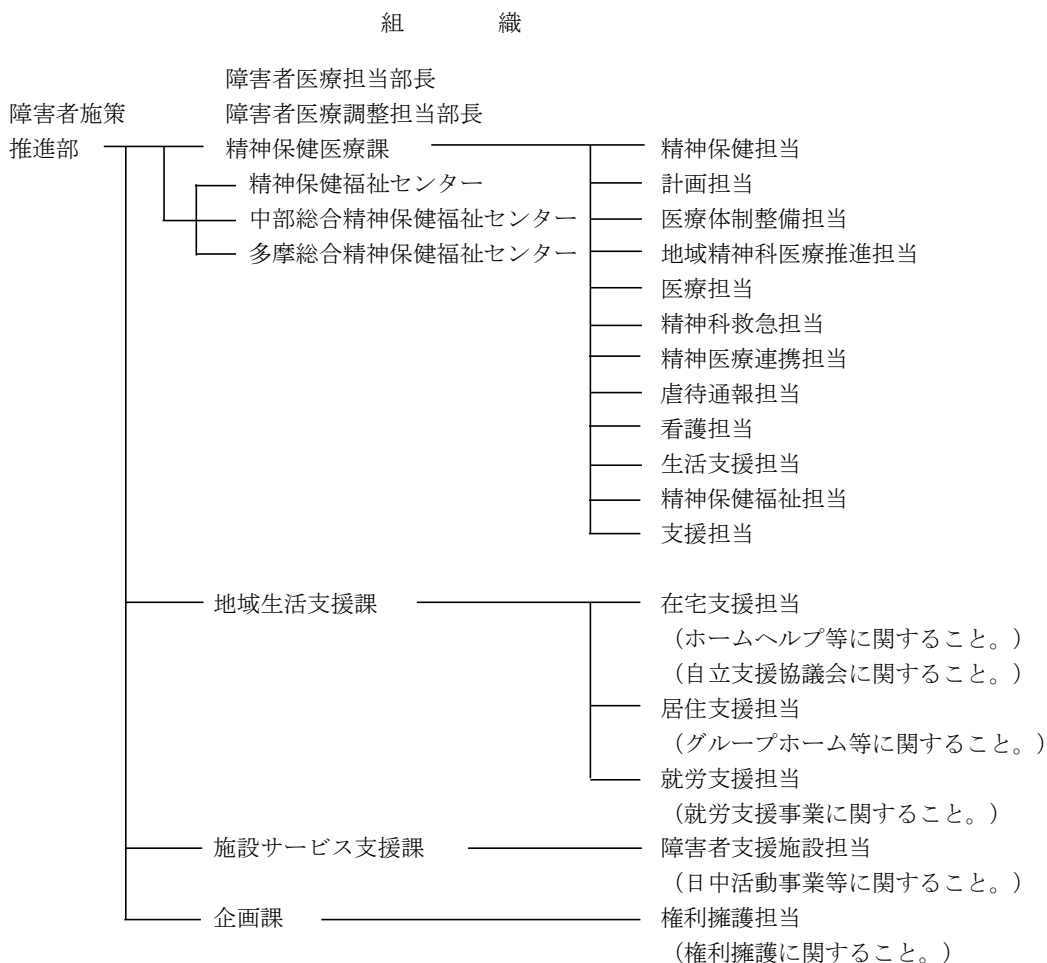 組　織
障害者医療担当部長
障害者施策　障害者医療調整担当部長
推進部　精神保健医療課　精神保健担当
精神保健福祉センター　計画担当
中部総合精神保健福祉センター　医療体制整備担当
多摩総合精神保健福祉センター　地域精神科医療推進担当
医療担当
精神科救急担当
精神医療連携担当
虐待通報担当
看護担当
生活支援担当
精神保健福祉担当
支援担当
地域生活支援課　在宅支援担当
（ホームヘルプ等に関すること。）
（自立支援協議会に関すること。）
居住支援担当
（グループホーム等に関すること。）
就労支援担当
（就労支援事業に関すること。）
施設サービス支援課　障害者支援施設担当
（日中活動事業等に関すること。）
企画課　権利擁護担当
（権利擁護に関すること。）